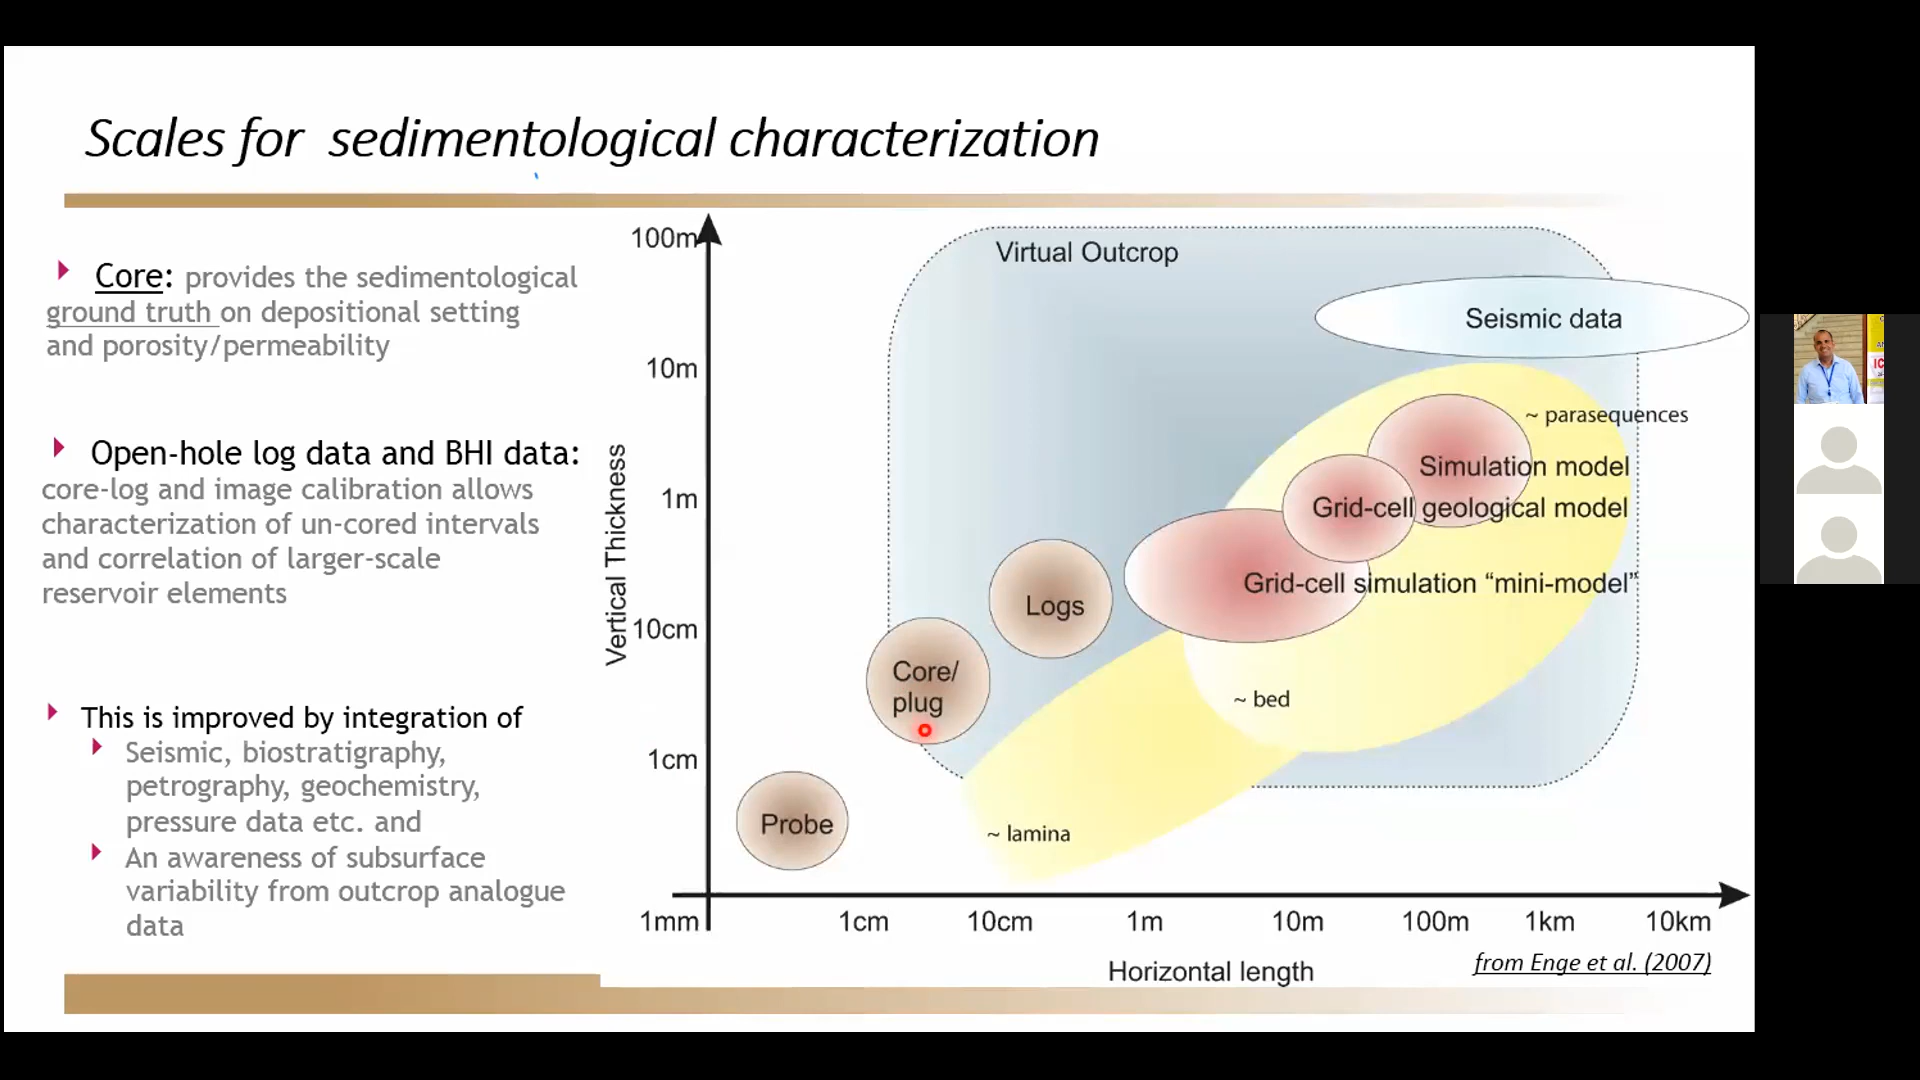 Scales for sedimentological characterization
Core: provides the sedimentological
ground truth on depositional setting
and porosity/permeability
Open-hole log data and BHI data:
core-log and image calibration allows
characterization of un-cored intervals
and correlation of larger-scale
reservoir elements
This is improved by integration of
Seismic, biostratigraphy,
petrography, geochemistry,
pressure data etc. and
An awareness of subsurface
variability from outcrop analogue
data
Vertical Thickness
100m
10m
1m
10cm
1cm
1mm
Virtual Outcrop
Seismic data
~ parasequences
Simulation model
Grid-cell geological model
Grid-cell simulation “mini-model”
Logs
Core/
plug
~ bed
Probe
~ lamina
1cm
10cm
1m
10m
100m
1km
10km
Horizontal length
from Enge et al. (2007)